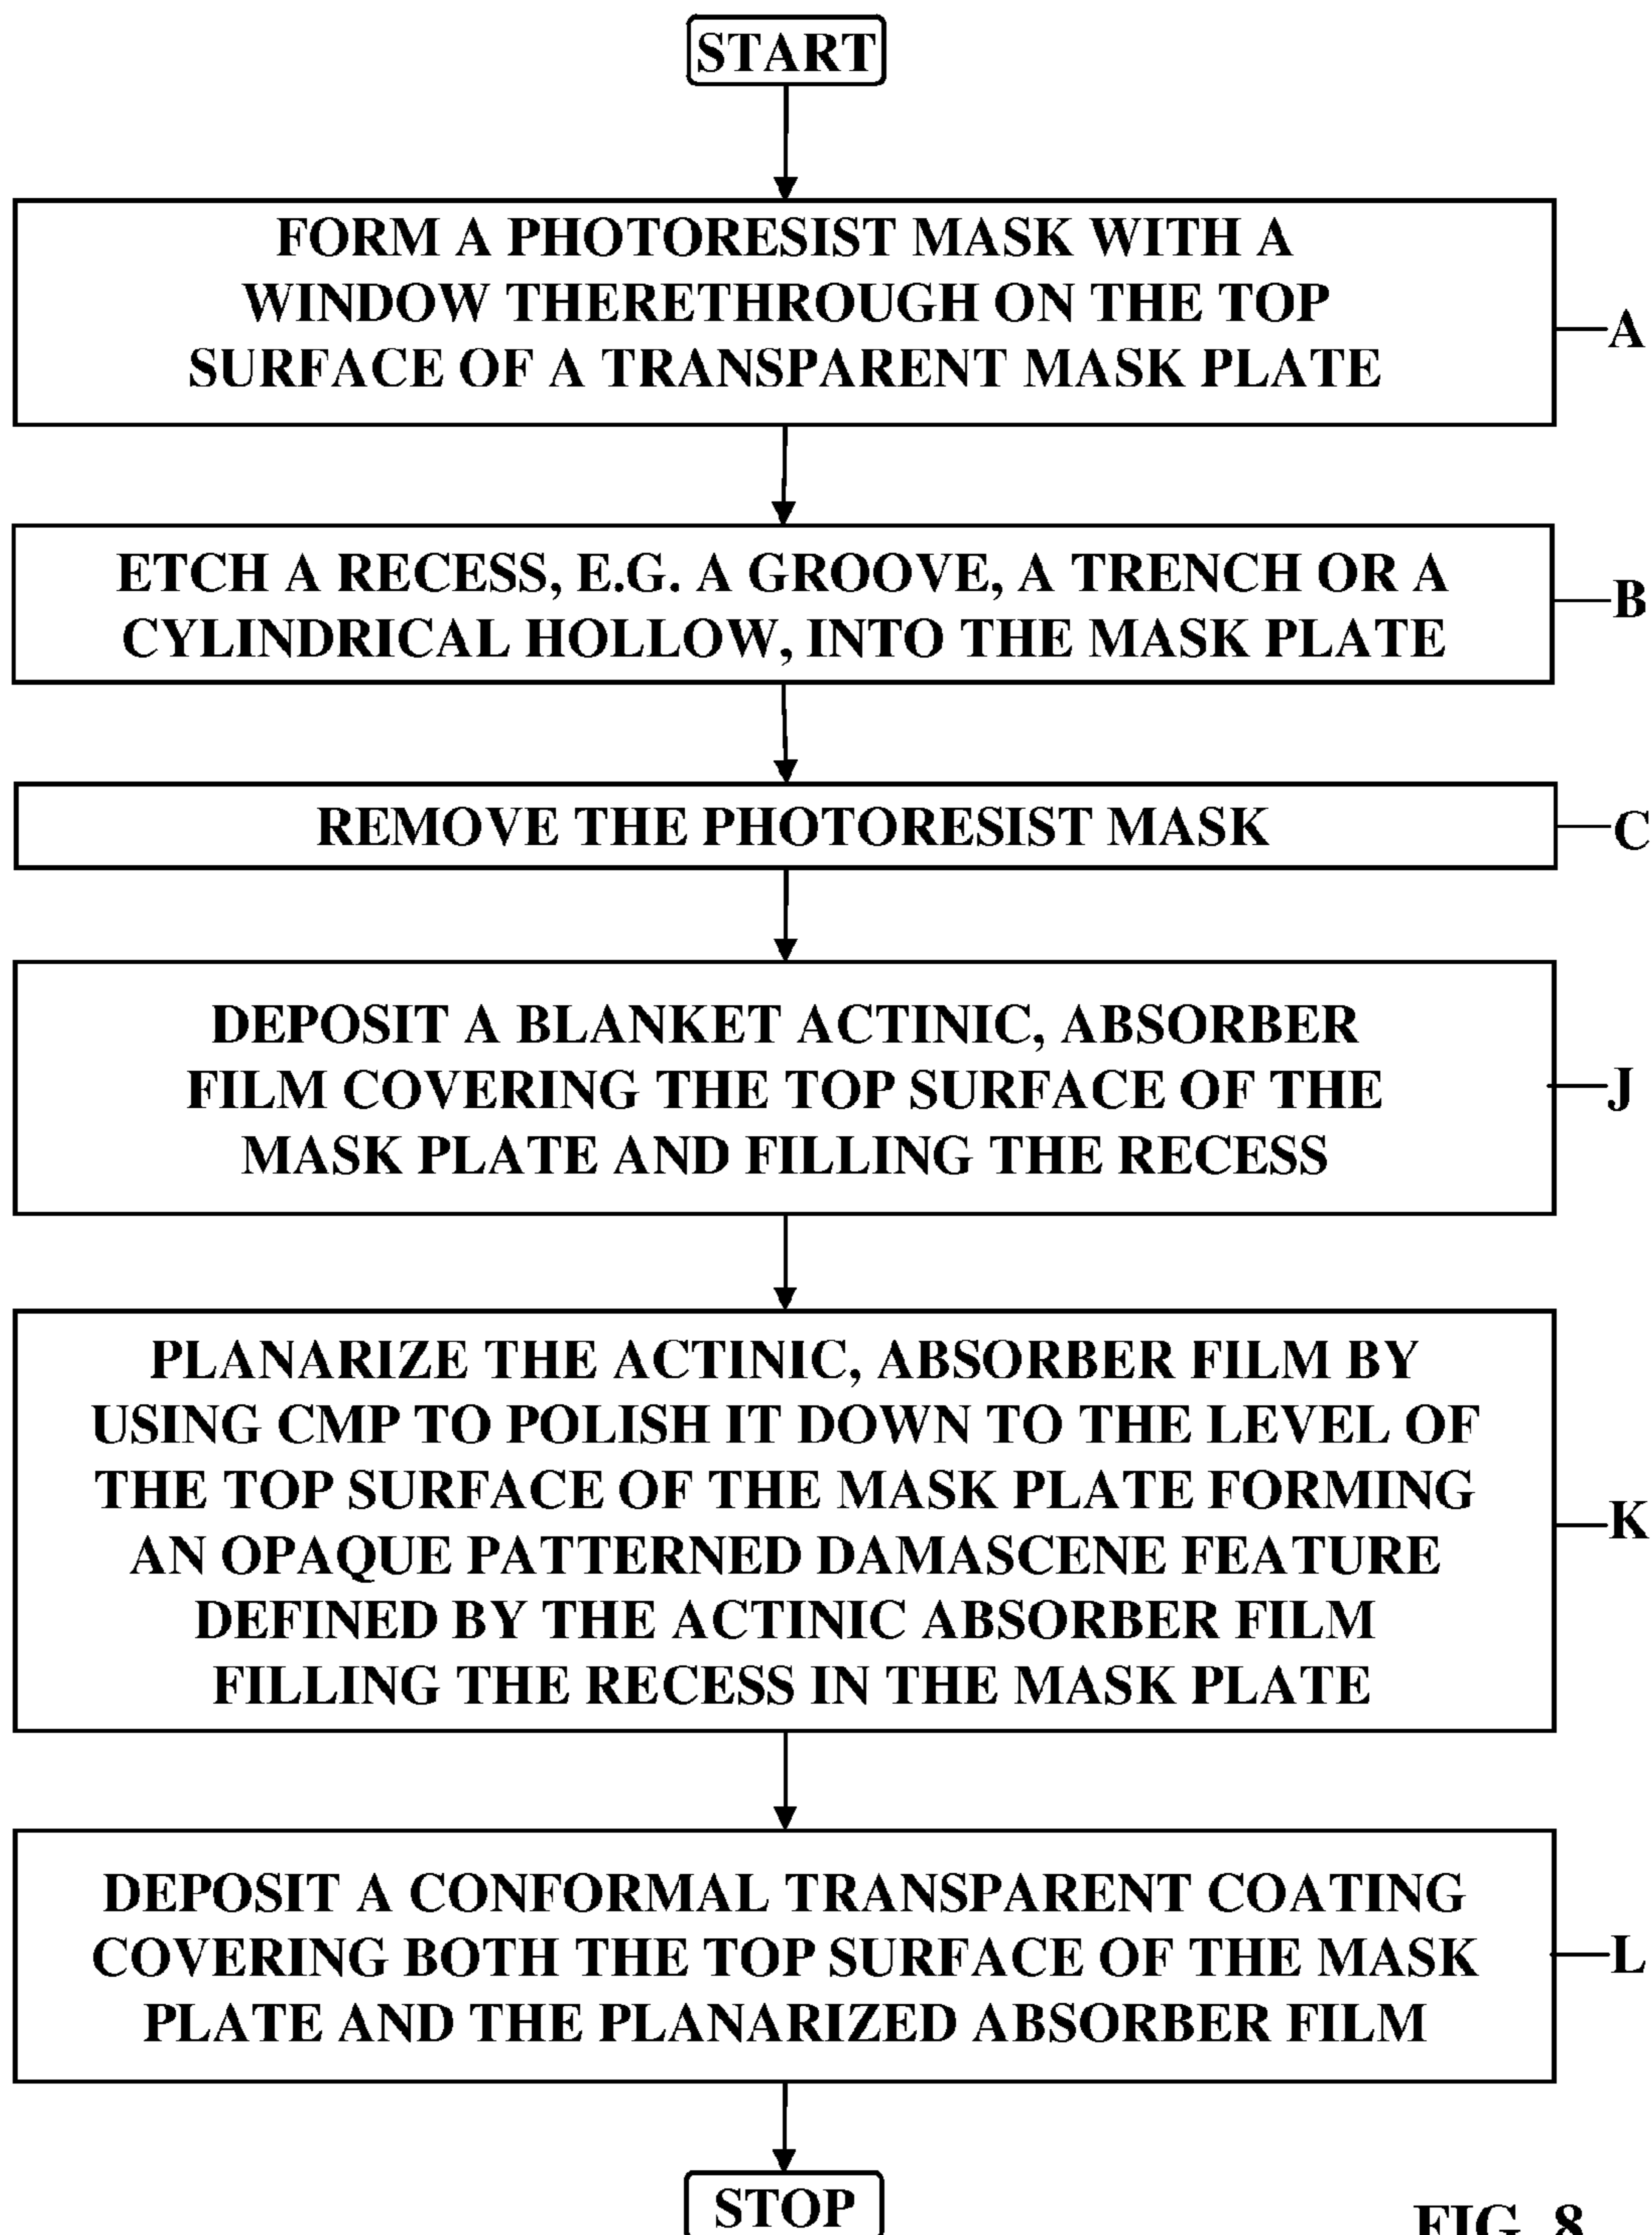 START
FORM A PHOTORESIST MASK WITH A
WINDOW THERETHROUGH ON THE TOP
SURFACE OF A TRANSPARENT MASK PLATE
A
ETCH A RECESS, E.G. A GROOVE, A TRENCH OR A
CYLINDRICAL HOLLOW, INTO THE MASK PLATE
B
REMOVE THE PHOTORESIST MASK
C
DEPOSIT A BLANKET ACTINIC, ABSORBER
FILM COVERING THE TOP SURFACE OF THE
MASK PLATE AND FILLING THE RECESS
J
PLANARIZE THE ACTINIC, ABSORBER FILM BY
USING CMP TO POLISH IT DOWN TO THE LEVEL OF
THE TOP SURFACE OF THE MASK PLATE FORMING
AN OPAQUE PATTERNED DAMASCENE FEATURE
DEFINED BY THE ACTINIC ABSORBER FILM
FILLING THE RECESS IN THE MASK PLATE
K
DEPOSIT A CONFORMAL TRANSPARENT COATING
COVERING BOTH THE TOP SURFACE OF THE MASK
PLATE AND THE PLANARIZED ABSORBER FILM
L
STOP
FIG. 8